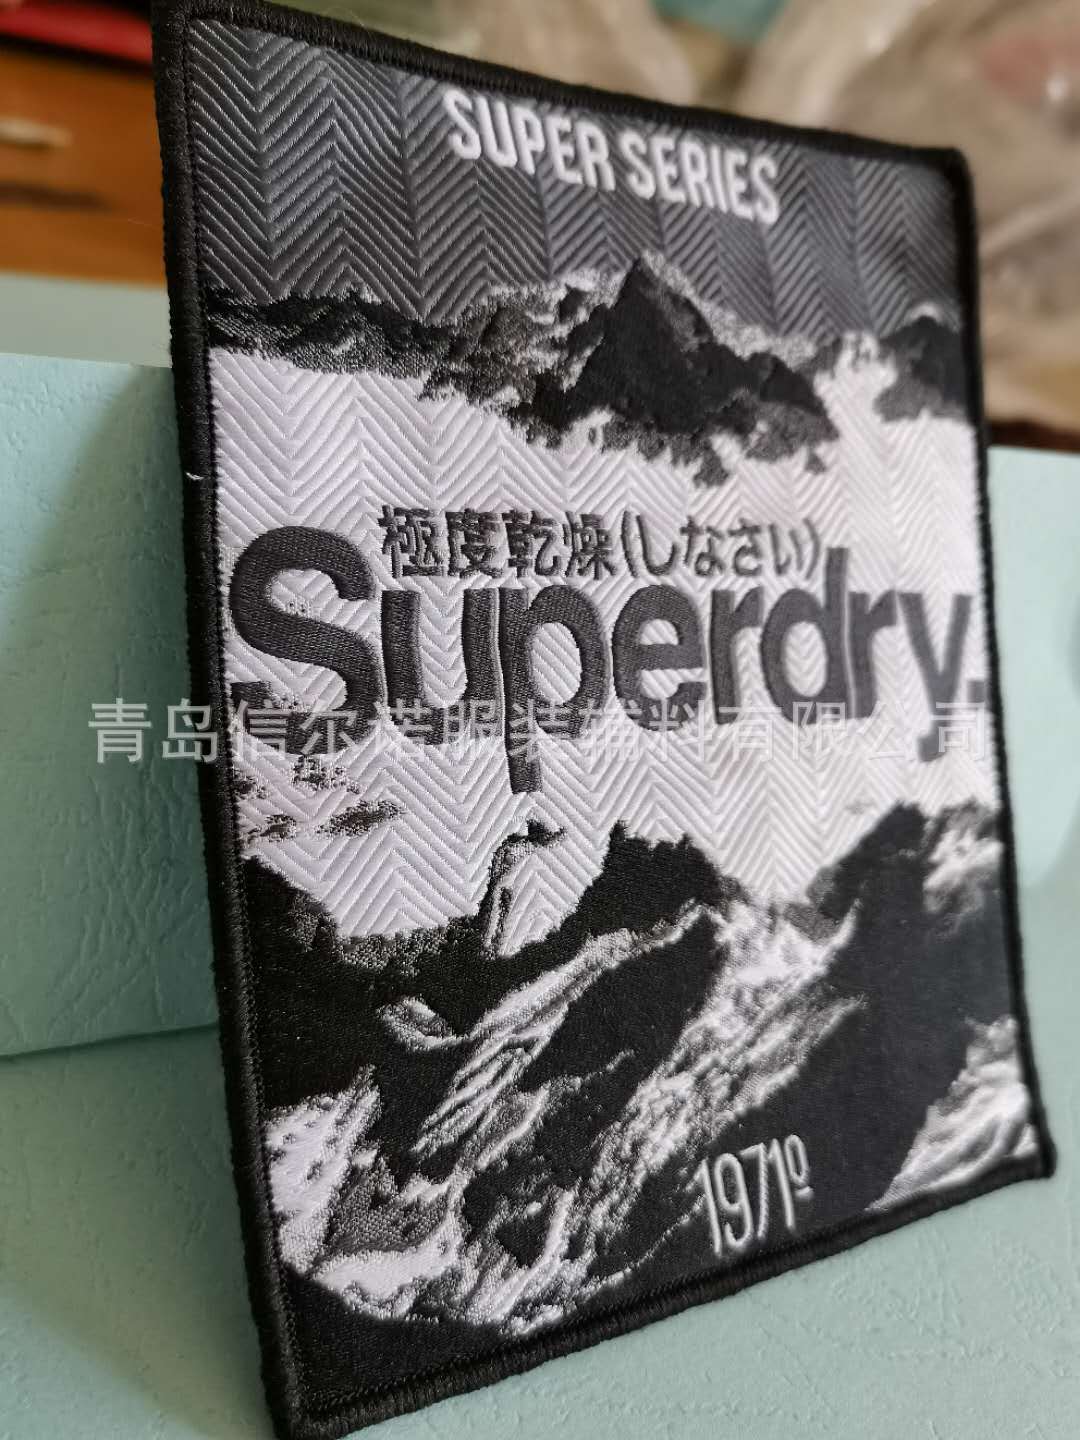 SUPER SERIES
極度乾燥(しなさい)
Superdry.
青岛信尔诺服装辅料有限公司
1971º